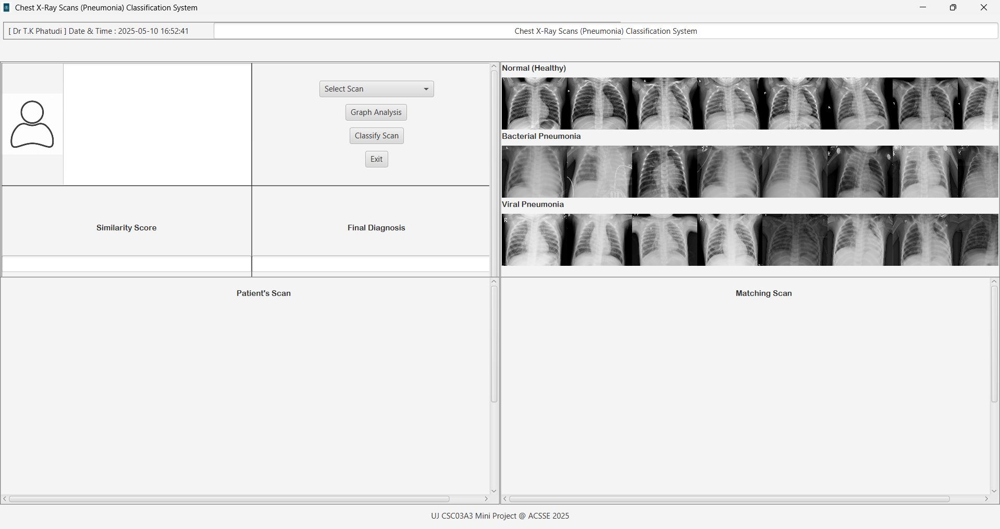 Chest X-Ray Scans (Pneumonia) Classification System
[ Dr T.K Phatudi ] Date & Time : 2025-05-10 16:52:41
Chest X-Ray Scans (Pneumonia) Classification System
Select Scan
Graph Analysis
Classify Scan
Exit
Similarity Score
Final Diagnosis
Normal (Healthy)
Bacterial Pneumonia
Viral Pneumonia
Patient's Scan
Matching Scan
UJ CSC03A3 Mini Project @ ACSSE 2025